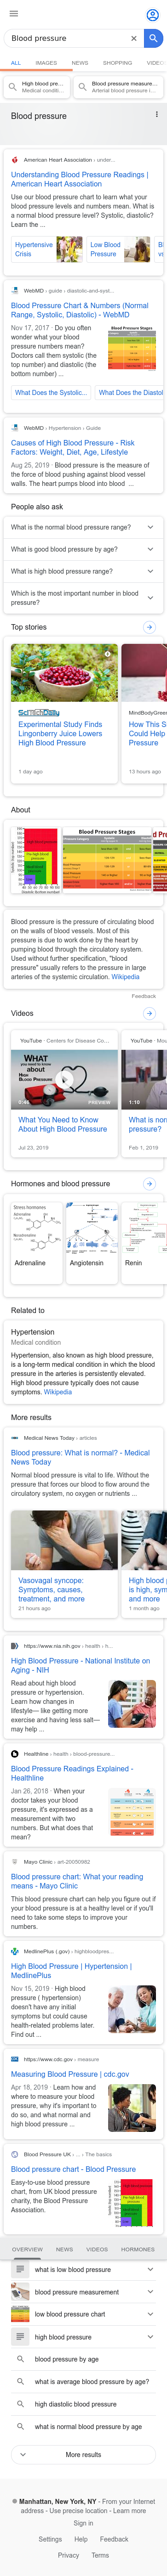 Blood pressure
ALL IMAGES NEWS SHOPPING VIDEO
High blood pre...
Medical conditi...
Blood pressure measure...
Arterial blood pressure i...
Blood pressure
American Heart Association › under...
Understanding Blood Pressure Readings |
American Heart Association
Use our blood pressure chart to learn what your
blood pressure numbers mean. What is a
normal blood pressure level? Systolic, diastolic?
Learn the ...
Hypertensive
Crisis
Low Blood
Pressure
WebMD › guide › diastolic-and-syst...
Blood Pressure Chart & Numbers (Normal
Range, Systolic, Diastolic) - WebMD
Nov 17, 2017 · Do you often
wonder what your blood
pressure numbers mean?
Doctors call them systolic (the
top number) and diastolic (the
bottom number) ...
Blood Pressure Stages
What Does the Systolic...
What Does the Diastol
WebMD › Hypertension › Guide
Causes of High Blood Pressure - Risk
Factors: Weight, Diet, Age, Lifestyle
Aug 25, 2019 · Blood pressure is the measure of
the force of blood pushing against blood vessel
walls. The heart pumps blood into blood ...
People also ask
What is the normal blood pressure range?
What is good blood pressure by age?
What is high blood pressure range?
Which is the most important number in blood
pressure?
Top stories
Experimental Study Finds
Lingonberry Juice Lowers
High Blood Pressure
1 day ago
MindBodyGree
How This S
Could Help
Pressure
13 hours ago
About
Blood Pressure Stages
Blood pressure is the pressure of circulating blood
on the walls of blood vessels. Most of this
pressure is due to work done by the heart by
pumping blood through the circulatory system.
Used without further specification, "blood
pressure" usually refers to the pressure in large
arteries of the systemic circulation. Wikipedia
Feedback
Videos
YouTube · Centers for Disease Co...
WHAT
you need to
know about
HIGH BLOOD
PRESSURE
PREVIEW
What You Need to Know
About High Blood Pressure
Jul 23, 2019
YouTube · Mou
1:10
What is nor
pressure?
Feb 1, 2019
Hormones and blood pressure
Stress hormones
Adrenaline
Angiotensin
Renin
Related to
Hypertension
Medical condition
Hypertension, also known as high blood pressure,
is a long-term medical condition in which the blood
pressure in the arteries is persistently elevated.
High blood pressure typically does not cause
symptoms. Wikipedia
More results
Medical News Today › articles
Blood pressure: What is normal? - Medical
News Today
Normal blood pressure is vital to life. Without the
pressure that forces our blood to flow around the
circulatory system, no oxygen or nutrients ...
Vasovagal syncope:
Symptoms, causes,
treatment, and more
21 hours ago
High blood
is high, sym
and more
1 month ago
https://www.nia.nih.gov › health › h...
High Blood Pressure - National Institute on
Aging - NIH
Read about high blood
pressure or hypertension.
Learn how changes in
lifestyle— like getting more
exercise and having less salt—
may help ...
Healthline › health › blood-pressure...
Blood Pressure Readings Explained -
Healthline
Jan 26, 2018 · When your
doctor takes your blood
pressure, it's expressed as a
measurement with two
numbers. But what does that
mean?
Mayo Clinic › art-20050982
Blood pressure chart: What your reading
means - Mayo Clinic
This blood pressure chart can help you figure out if
your blood pressure is at a healthy level or if you'll
need to take some steps to improve your
numbers.
MedlinePlus (.gov) › highbloodpres...
High Blood Pressure | Hypertension |
MedlinePlus
Nov 15, 2019 · High blood
pressure ( hypertension)
doesn't have any initial
symptoms but could cause
health-related problems later.
Find out ...
https://www.cdc.gov › measure
Measuring Blood Pressure | cdc.gov
Apr 18, 2019 · Learn how and
where to measure your blood
pressure, why it's important to
do so, and what normal and
high blood pressure ...
Blood Pressure UK › ... › The basics
Blood pressure chart - Blood Pressure
Easy-to-use blood pressure
chart, from UK blood pressure
charity, the Blood Pressure
Association.
OVERVIEW NEWS VIDEOS HORMONES
what is low blood pressure
blood pressure measurement
low blood pressure chart
high blood pressure
blood pressure by age
what is average blood pressure by age?
high diastolic blood pressure
what is normal blood pressure by age
More results
Manhattan, New York, NY - From your Internet
address - Use precise location - Learn more
Sign in
Settings Help Feedback
Privacy Terms